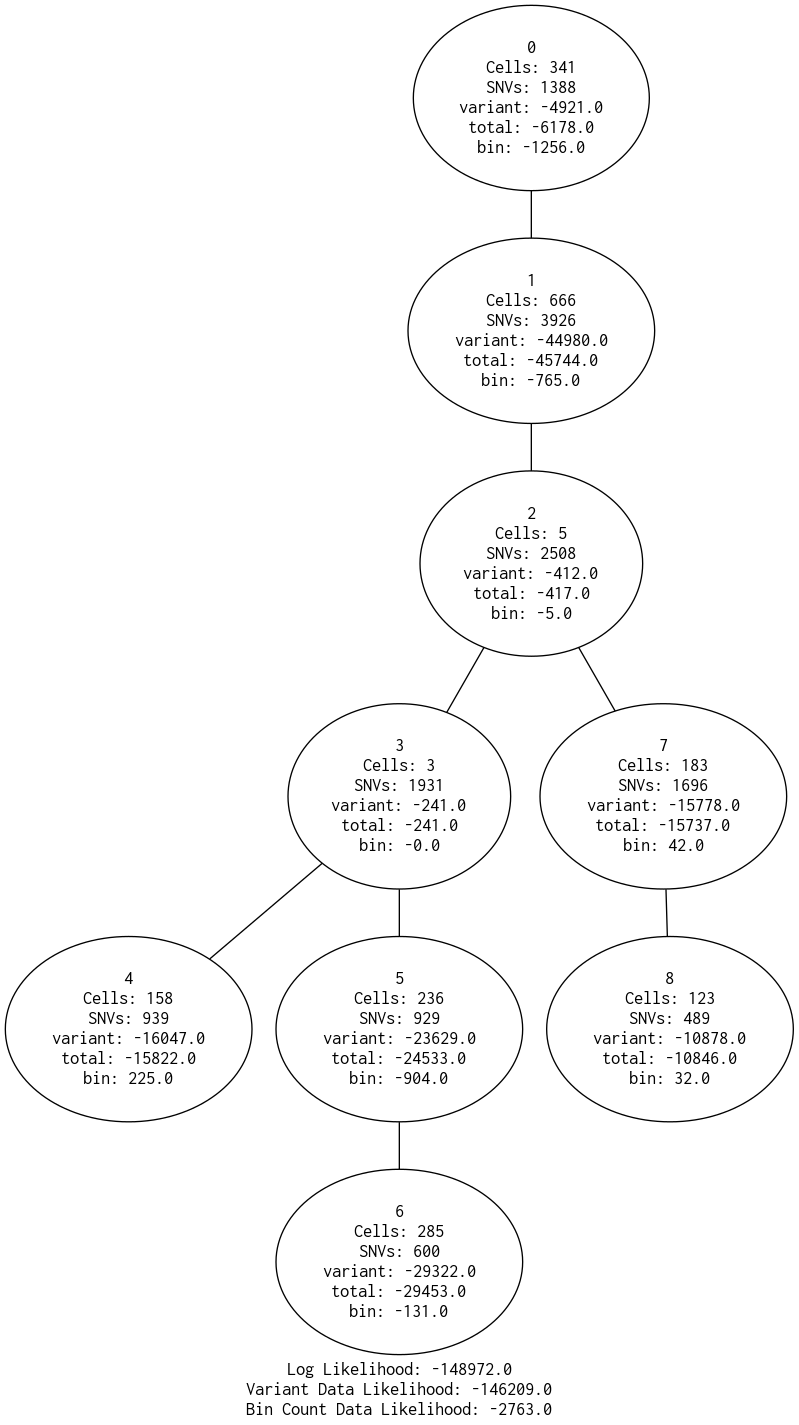 0
Cells: 341
SNVs: 1388
variant: -4921.0
total: -6178.0
bin: -1256.0
1
Cells: 666
SNVs: 3926
variant: -44980.0
total: -45744.0
bin: -765.0
2
Cells: 5
SNVs: 2508
variant: -412.0
total: -417.0
bin: -5.0
3
Cells: 3
SNVs: 1931
variant: -241.0
total: -241.0
bin: -0.0
7
Cells: 183
SNVs: 1696
variant: -15778.0
total: -15737.0
bin: 42.0
4
Cells: 158
SNVs: 939
variant: -16047.0
total: -15822.0
bin: 225.0
5
Cells: 236
SNVs: 929
variant: -23629.0
total: -24533.0
bin: -904.0
8
Cells: 123
SNVs: 489
variant: -10878.0
total: -10846.0
bin: 32.0
6
Cells: 285
SNVs: 600
variant: -29322.0
total: -29453.0
bin: -131.0
Log Likelihood: -148972.0
Variant Data Likelihood: -146209.0
Bin Count Data Likelihood: -2763.0